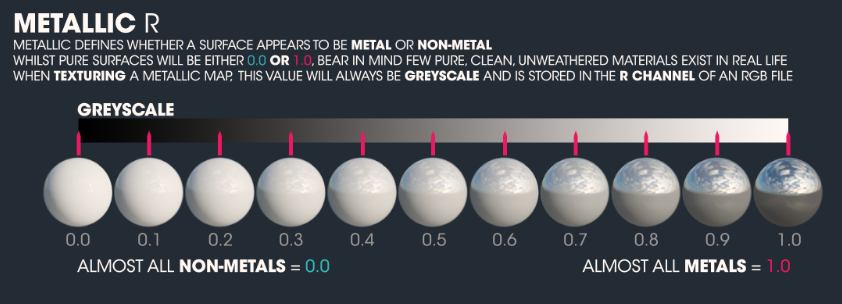 METALLIC R
METALLIC DEFINES WHETHER A SURFACE APPEARS TO BE METAL OR NON-METAL
WHILST PURE SURFACES WILL BE EITHER 0.0 OR 1.0, BEAR IN MIND FEW PURE, CLEAN, UNWEATHERED MATERIALS EXIST IN REAL LIFE
WHEN TEXTURING A METALLIC MAP, THIS VALUE WILL ALWAYS BE GREYSCALE AND IS STORED IN THE R CHANNEL OF AN RGB FILE
GREYSCALE
0.0 0.1 0.2 0.3 0.4 0.5 0.6 0.7 0.8 0.9 1.0
ALMOST ALL NON-METALS = 0.0 ALMOST ALL METALS = 1.0